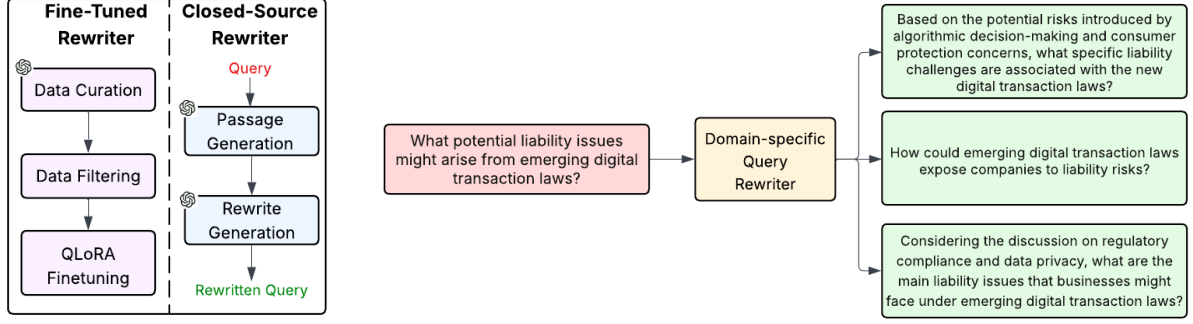 Fine-Tuned
Rewriter
Data Curation
Data Filtering
QLoRA
Finetuning
Closed-Source
Rewriter
Query
Passage
Generation
Rewrite
Generation
Rewritten Query
What potential liability issues
might arise from emerging digital
transaction laws?
Domain-specific
Query
Rewriter
Based on the potential risks introduced by
algorithmic decision-making and consumer
protection concerns, what specific liability
challenges are associated with the new
digital transaction laws?
How could emerging digital transaction laws
expose companies to liability risks?
Considering the discussion on regulatory
compliance and data privacy, what are the
main liability issues that businesses might
face under emerging digital transaction laws?